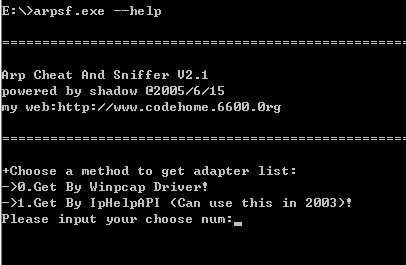 E:\>arpsf.exe --help
=========================================================
Arp Cheat And Sniffer V2.1
powered by shadow @2005/6/15
my web:http://www.codehome.6600.0rg
=========================================================
+Choose a method to get adapter list:
->0.Get By Winpcap Driver!
->1.Get By IpHelpAPI (Can use this in 2003)!
Please input your choose num:_